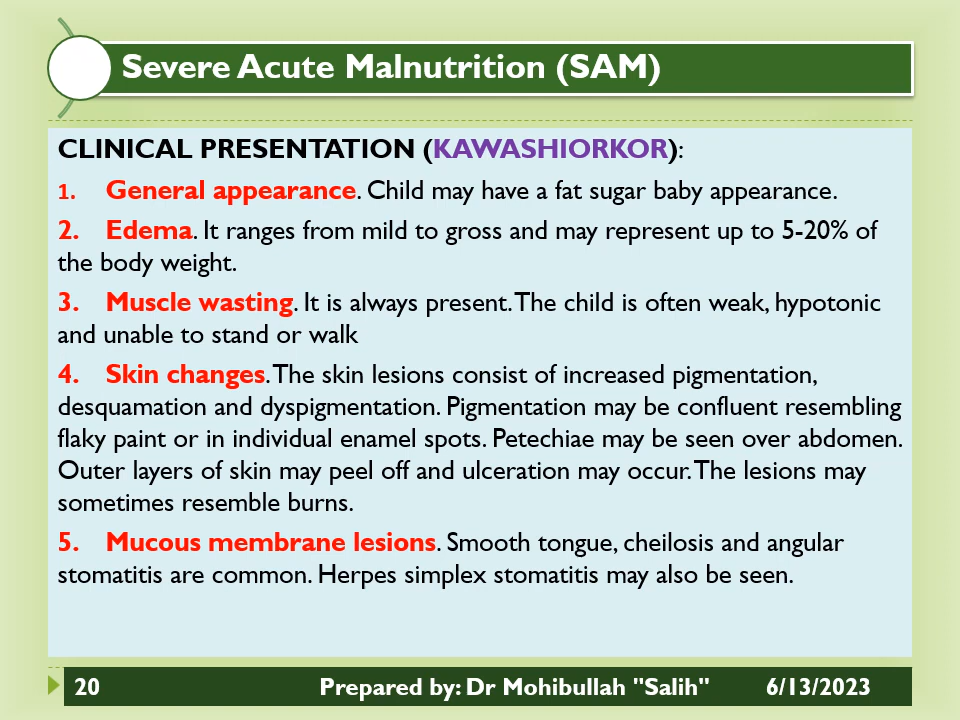 Severe Acute Malnutrition (SAM)
CLINICAL PRESENTATION (KAWASHIORKOR):
1. General appearance. Child may have a fat sugar baby appearance.
2. Edema. It ranges from mild to gross and may represent up to 5-20% of
the body weight.
3. Muscle wasting. It is always present. The child is often weak, hypotonic
and unable to stand or walk
4. Skin changes. The skin lesions consist of increased pigmentation,
desquamation and dyspigmentation. Pigmentation may be confluent resembling
flaky paint or in individual enamel spots. Petechiae may be seen over abdomen.
Outer layers of skin may peel off and ulceration may occur. The lesions may
sometimes resemble burns.
5. Mucous membrane lesions. Smooth tongue, cheilosis and angular
stomatitis are common. Herpes simplex stomatitis may also be seen.
20 Prepared by: Dr Mohibullah "Salih" 6/13/2023